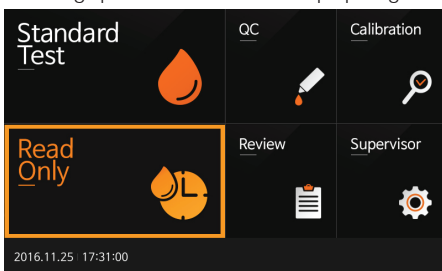 Standard
Test
QC
Calibration
Read
Only
Review
Supervisor
2016.11.25 17:31:00